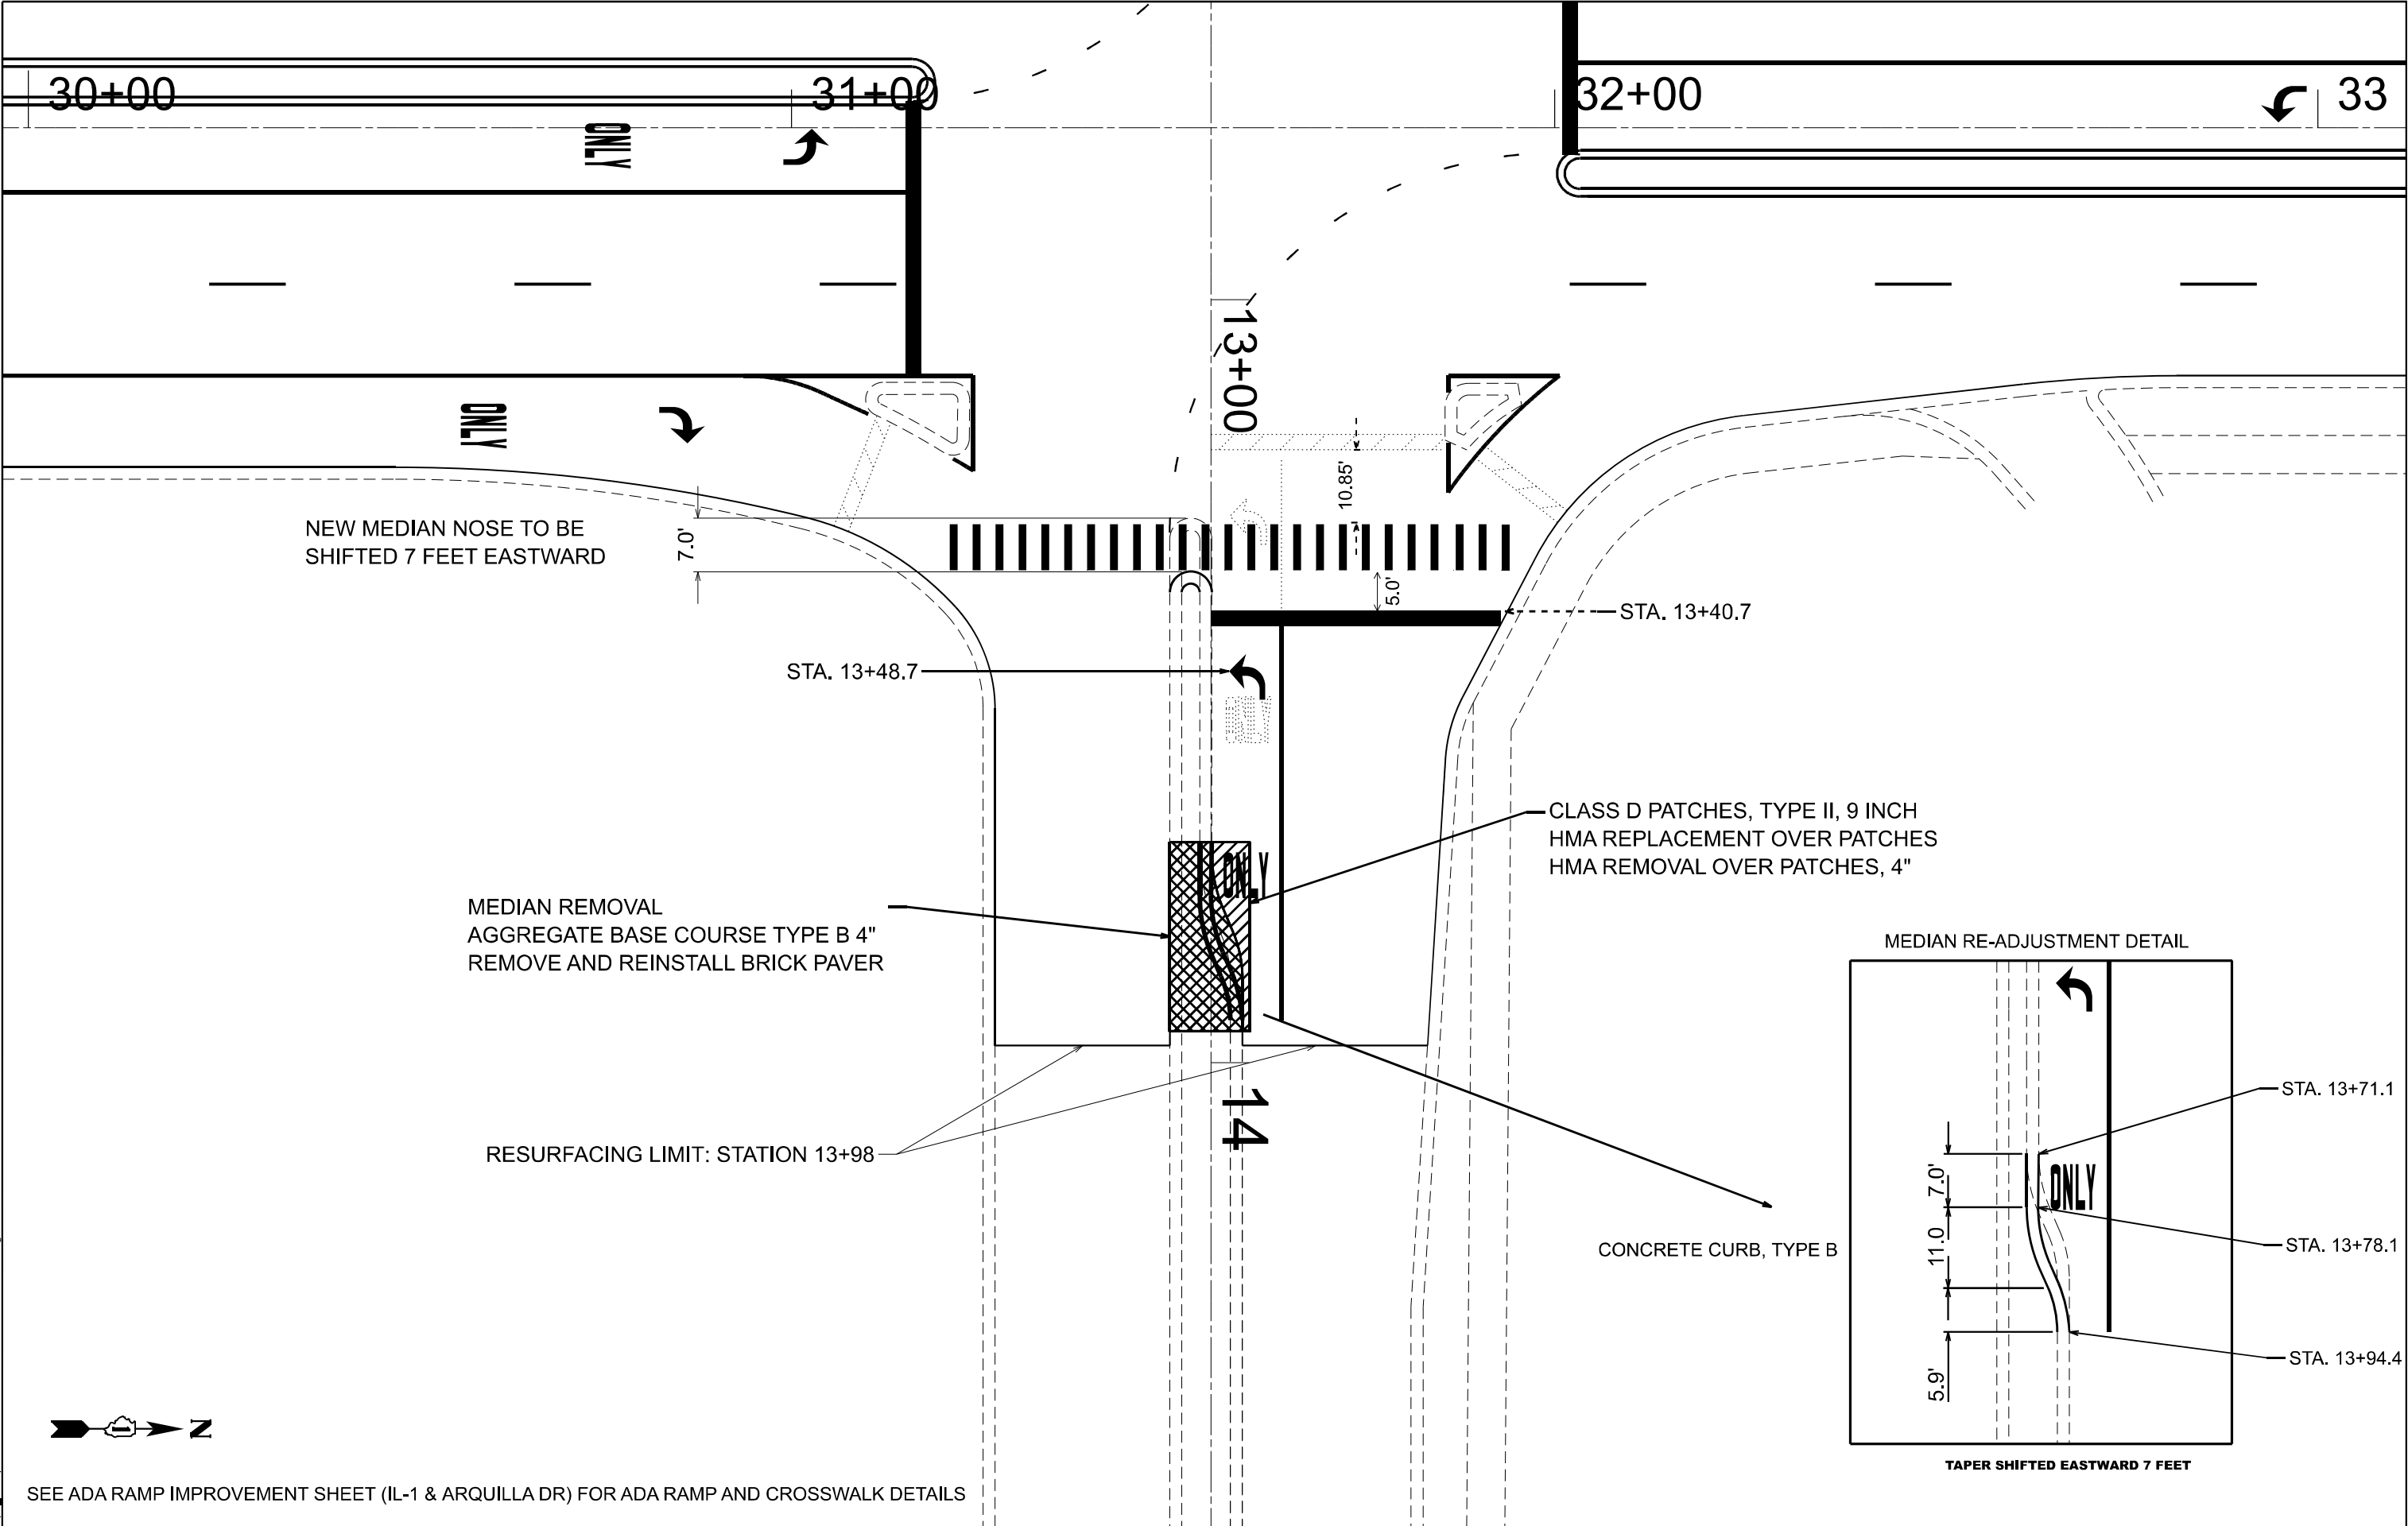 30+00
31+00
32+00
33
ONLY
13+00
ONLY
10.85'
NEW MEDIAN NOSE TO BE
SHIFTED 7 FEET EASTWARD
7.0'
5.0'
STA. 13+40.7
STA. 13+48.7
ONLY
CLASS D PATCHES, TYPE II, 9 INCH
HMA REPLACEMENT OVER PATCHES
HMA REMOVAL OVER PATCHES, 4"
ONLY
MEDIAN REMOVAL
AGGREGATE BASE COURSE TYPE B 4"
REMOVE AND REINSTALL BRICK PAVER
MEDIAN RE-ADJUSTMENT DETAIL
14
RESURFACING LIMIT: STATION 13+98
STA. 13+71.1
7.0'
ONLY
11.0
CONCRETE CURB, TYPE B
STA. 13+78.1
STA. 13+94.4
5.9'
TAPER SHIFTED EASTWARD 7 FEET
N
SEE ADA RAMP IMPROVEMENT SHEET (IL-1 & ARQUILLA DR) FOR ADA RAMP AND CROSSWALK DETAILS